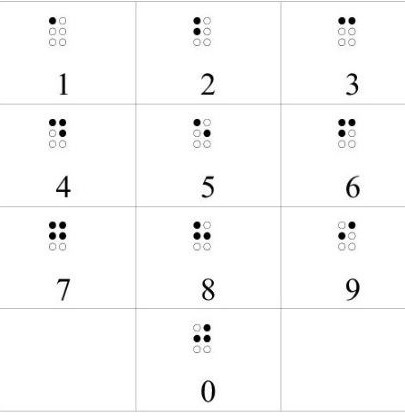 ⠁ ⠃ ⠉
1 2 3
⠙ ⠑ ⠋
4 5 6
⠛ ⠓ ⠊
7 8 9
⠚
0